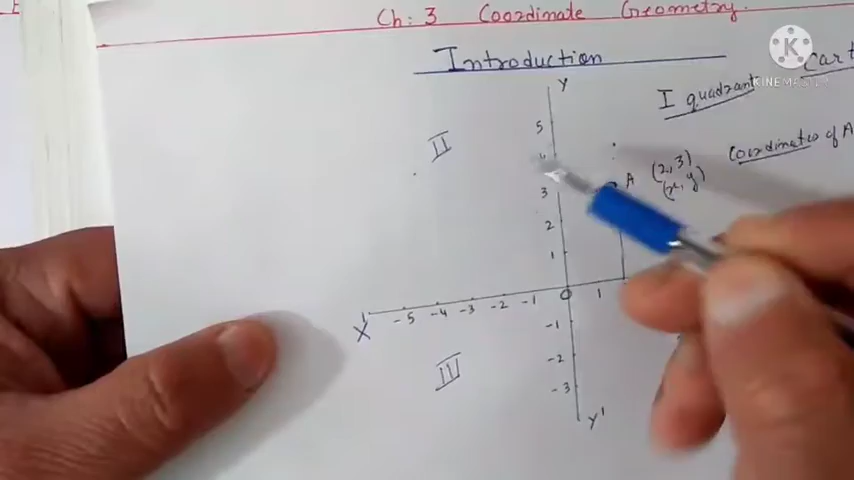 Ch: 3 Coordinate Geometry.
Introduction
Y
I quadrant
Cart
K
KINEMASTER
5
II
4
Coordinates of A
A (2,3)
(x, y)
3
2
1
X' -5 -4 -3 -2 -1 O 1
-1
III
-2
-3
Y'